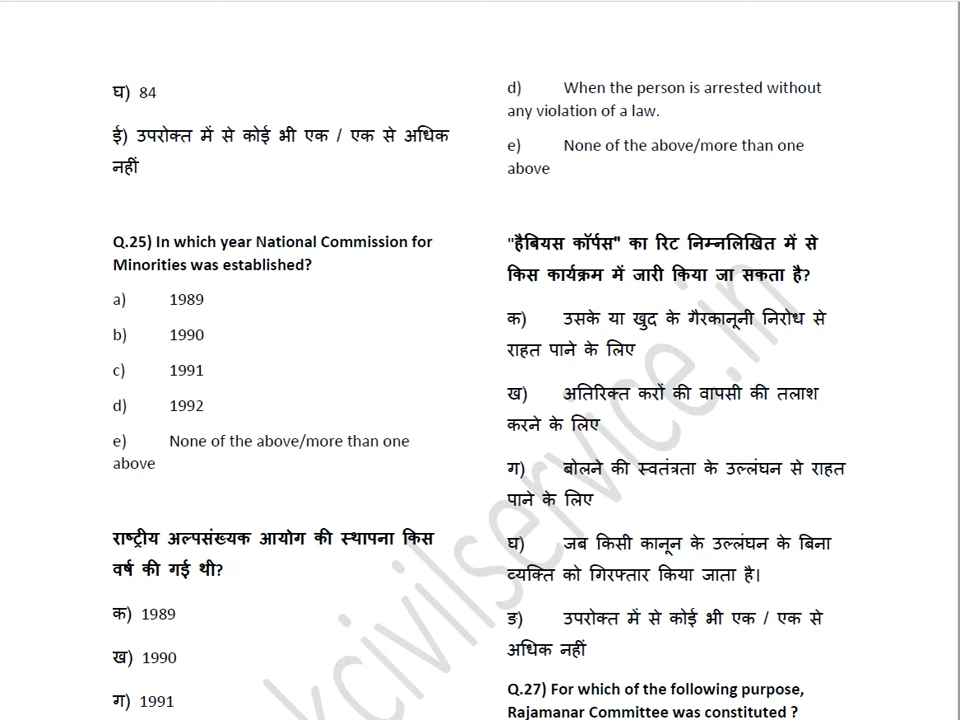 घ) 84
ई) उपरोक्त में से कोई भी एक / एक से अधिक
नहीं
Q.25) In which year National Commission for
Minorities was established?
a) 1989
b) 1990
c) 1991
d) 1992
e) None of the above/more than one
above
राष्ट्रीय अल्पसंख्यक आयोग की स्थापना किस
वर्ष की गई थी?
क) 1989
ख) 1990
ग) 1991
d) When the person is arrested without
any violation of a law.
e) None of the above/more than one
above
"हैबियस कॉर्पस" का रिट निम्नलिखित में से
किस कार्यक्रम में जारी किया जा सकता है?
क) उसके या खुद के गैरकानूनी निरोध से
राहत पाने के लिए
ख) अतिरिक्त करों की वापसी की तलाश
करने के लिए
ग) बोलने की स्वतंत्रता के उल्लंघन से राहत
पाने के लिए
घ) जब किसी कानून के उल्लंघन के बिना
व्यक्ति को गिरफ्तार किया जाता है।
ङ) उपरोक्त में से कोई भी एक / एक से
अधिक नहीं
Q.27) For which of the following purpose,
Rajamanar Committee was constituted ?
kcivilservice.in